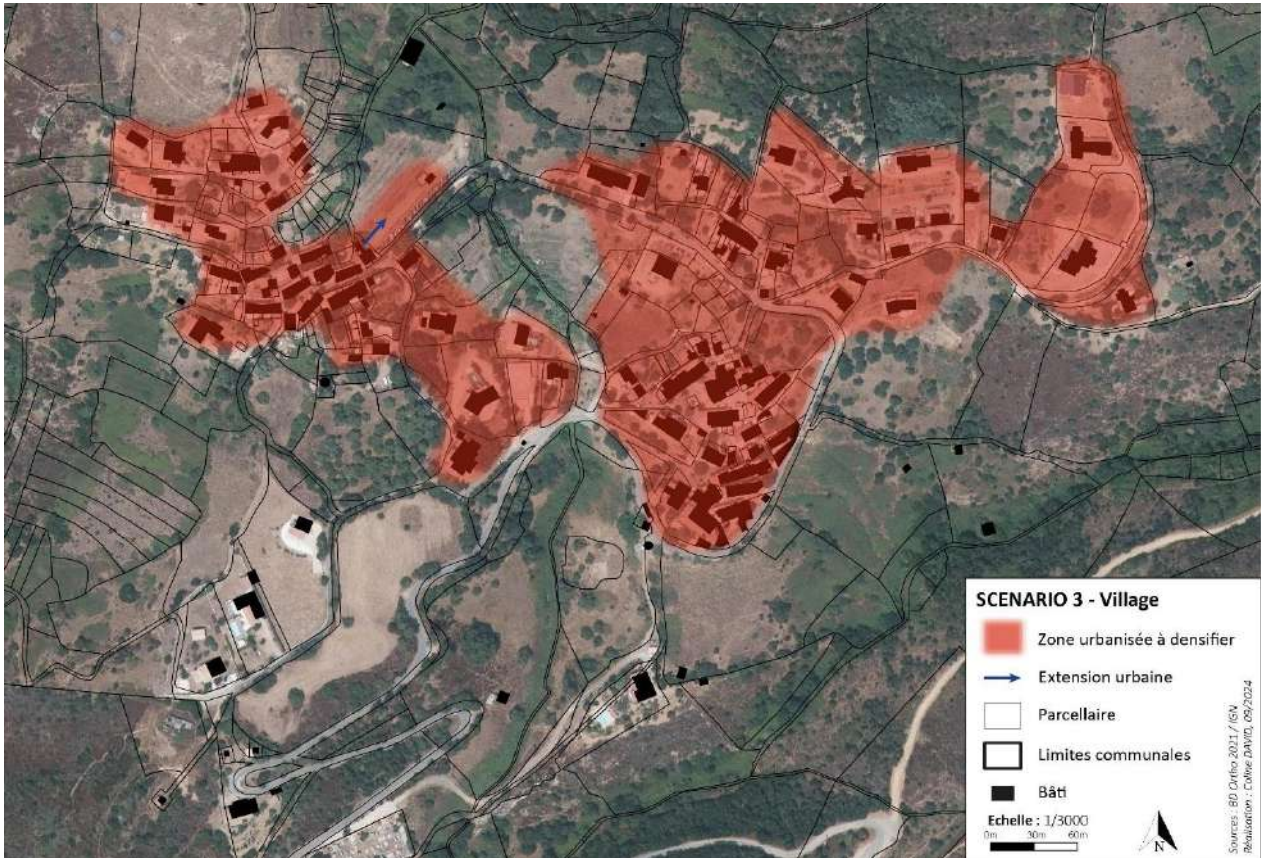 SCENARIO 3 - Village
Zone urbanisée à densifier
Extension urbaine
Parcellaire
Limites communales
Bâti
Echelle : 1/3000
0m 30m 60m
N
Sources : BD Ortho 2021 / IGN
Réalisation : Coline DAVID, 09/2024